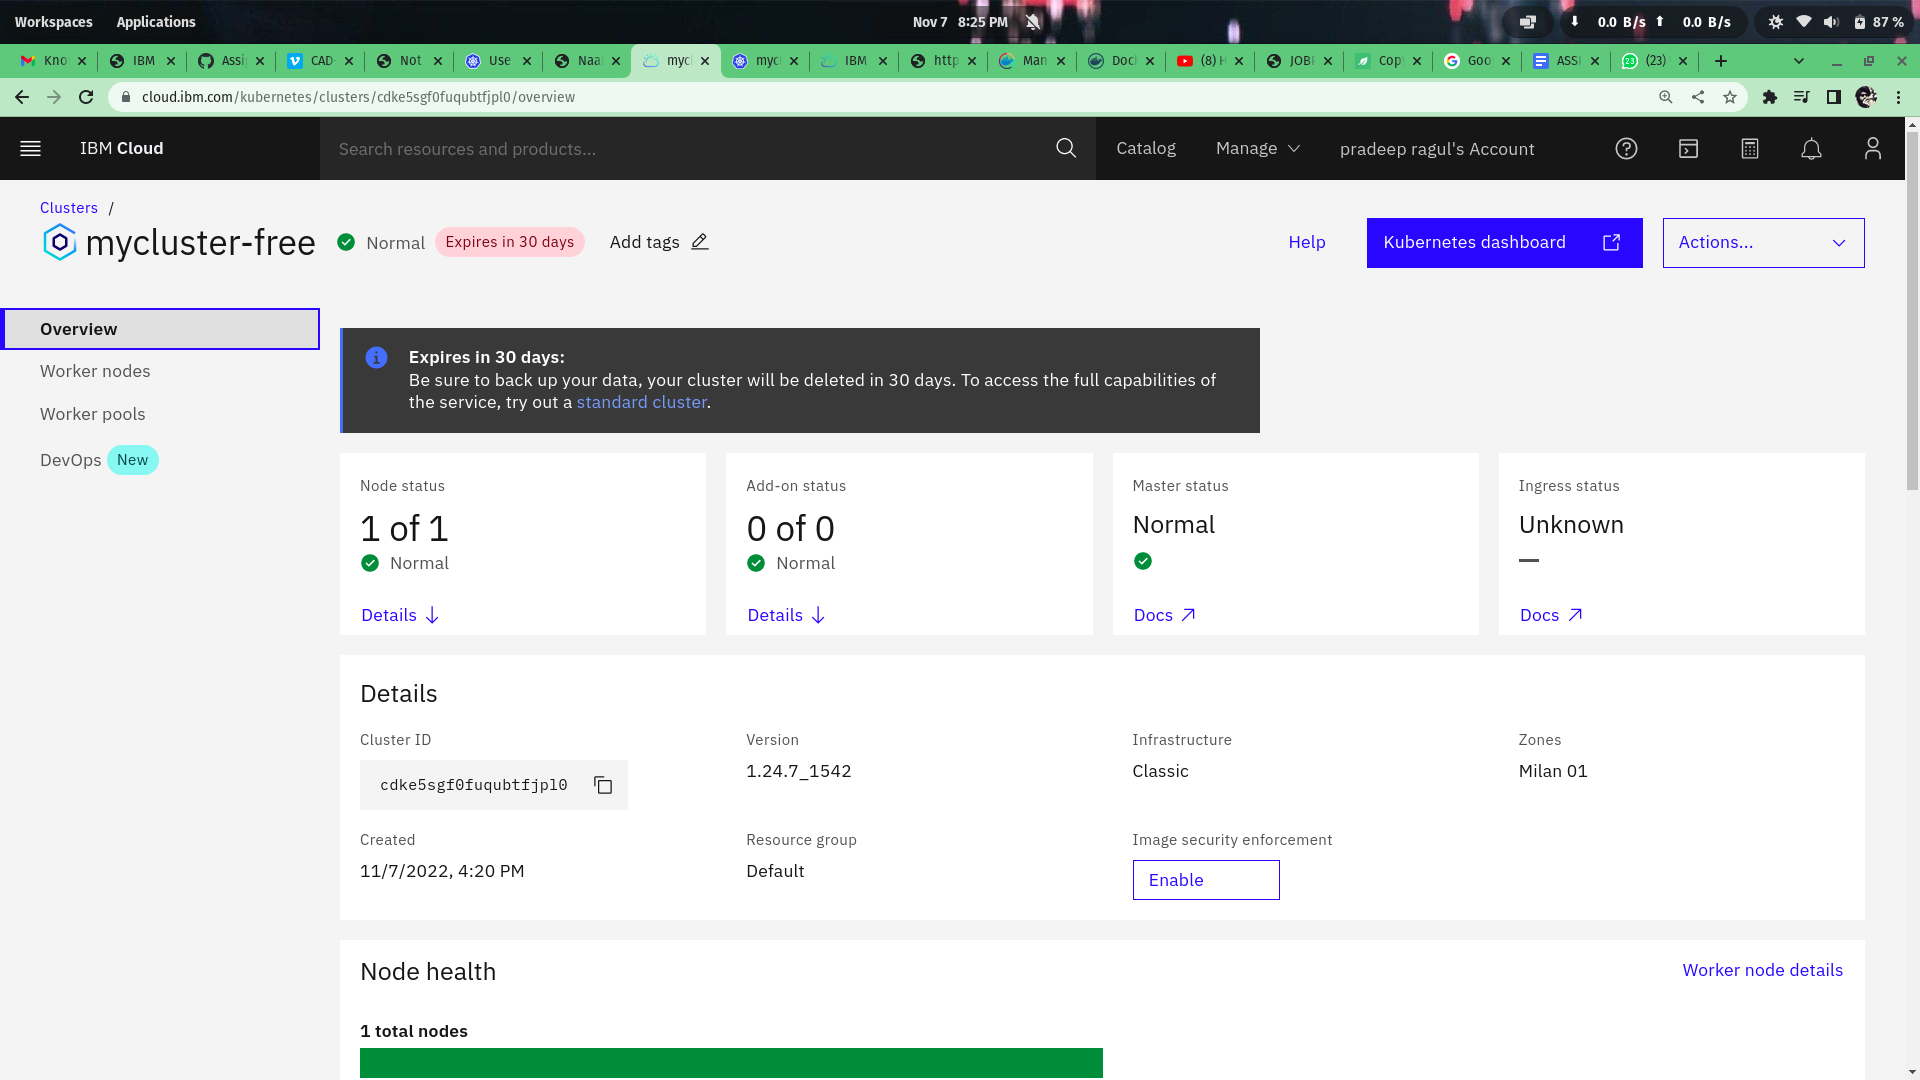 Workspaces Applications Nov 7 8:25 PM 0.0 B/s 0.0 B/s 87 %
Kno IBM Assi CAD- Not Use Naa myc myc IBM http Man Doc (8) H JOB Cop Goo ASSI (23)
cloud.ibm.com/kubernetes/clusters/cdke5sgf0fuqubtfjpl0/overview
IBM Cloud Search resources and products... Catalog Manage pradeep ragul's Account
Clusters /
mycluster-free Normal Expires in 30 days Add tags Help Kubernetes dashboard Actions...
Overview
Worker nodes
Worker pools
DevOps New
Expires in 30 days:
Be sure to back up your data, your cluster will be deleted in 30 days. To access the full capabilities of
the service, try out a standard cluster.
Node status Add-on status Master status Ingress status
1 of 1 0 of 0 Normal Unknown
Normal Normal
Details Details Docs Docs
Details
Cluster ID Version Infrastructure Zones
cdke5sgf0fuqubtfjpl0 1.24.7_1542 Classic Milan 01
Created Resource group Image security enforcement
11/7/2022, 4:20 PM Default Enable
Node health Worker node details
1 total nodes